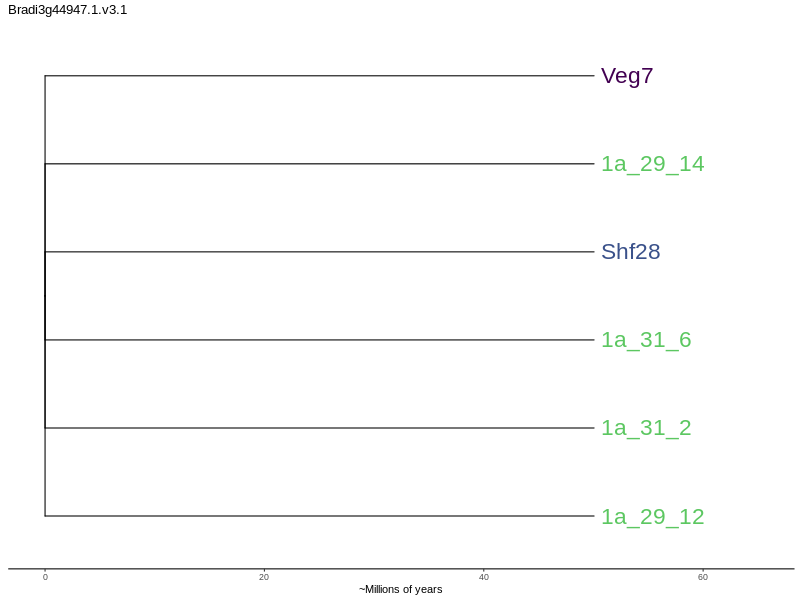 Bradi3g44947.1.v3.1
Veg7
1a_29_14
Shf28
1a_31_6
1a_31_2
1a_29_12
0 20 40 60
~Millions of years